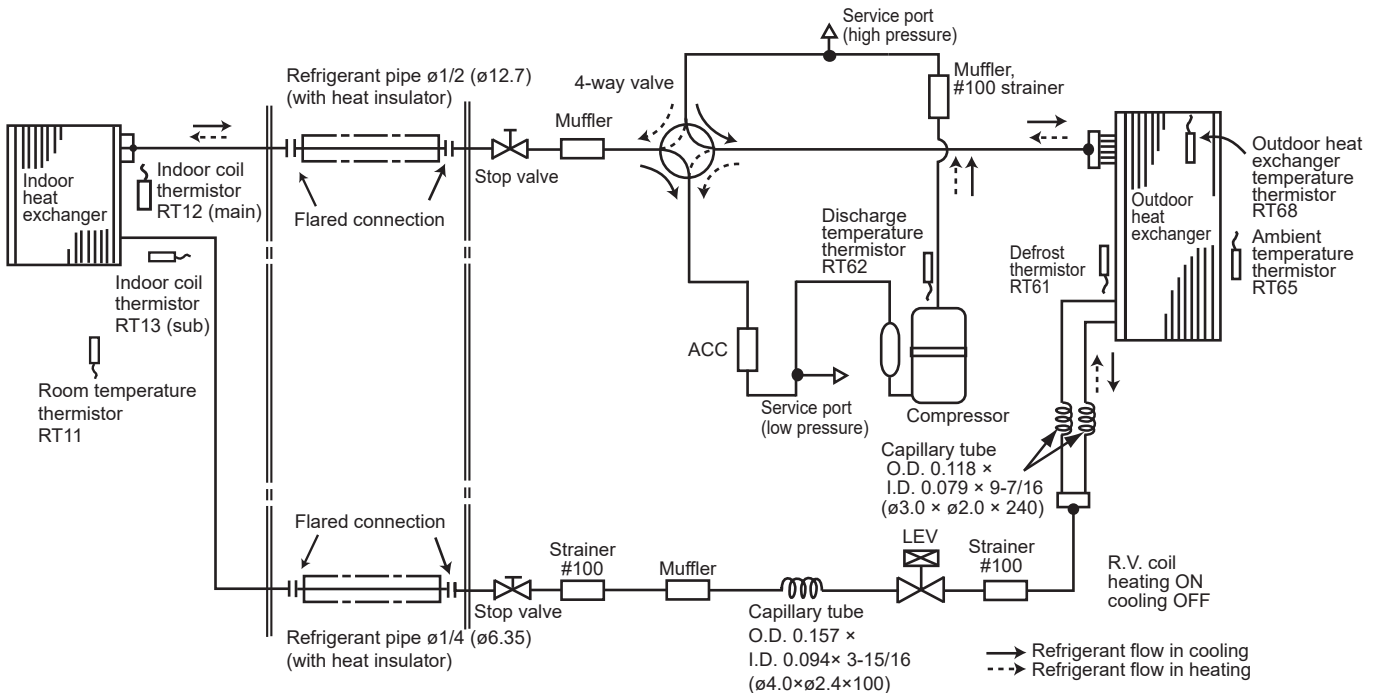 Service port
(high pressure)
Refrigerant pipe ø1/2 (ø12.7)
(with heat insulator)
4-way valve
Muffler,
#100 strainer
Muffler
Stop valve
Flared connection
Indoor
heat
exchanger
Indoor coil
thermistor
RT12 (main)
Indoor coil
thermistor
RT13 (sub)
Room temperature
thermistor
RT11
Outdoor heat
exchanger
temperature
thermistor
RT68
Outdoor
heat
exchanger
Ambient
temperature
thermistor
RT65
Discharge
temperature
thermistor
RT62
Defrost
thermistor
RT61
ACC
Service port
(low pressure)
Compressor
Capillary tube
O.D. 0.118 ×
I.D. 0.079 × 9-7/16
(ø3.0 × ø2.0 × 240)
Flared connection
Stop valve
Strainer
#100
Muffler
LEV
Strainer
#100
Refrigerant pipe ø1/4 (ø6.35)
(with heat insulator)
Capillary tube
O.D. 0.157 ×
I.D. 0.094× 3-15/16
(ø4.0×ø2.4×100)
R.V. coil
heating ON
cooling OFF
Refrigerant flow in cooling
Refrigerant flow in heating